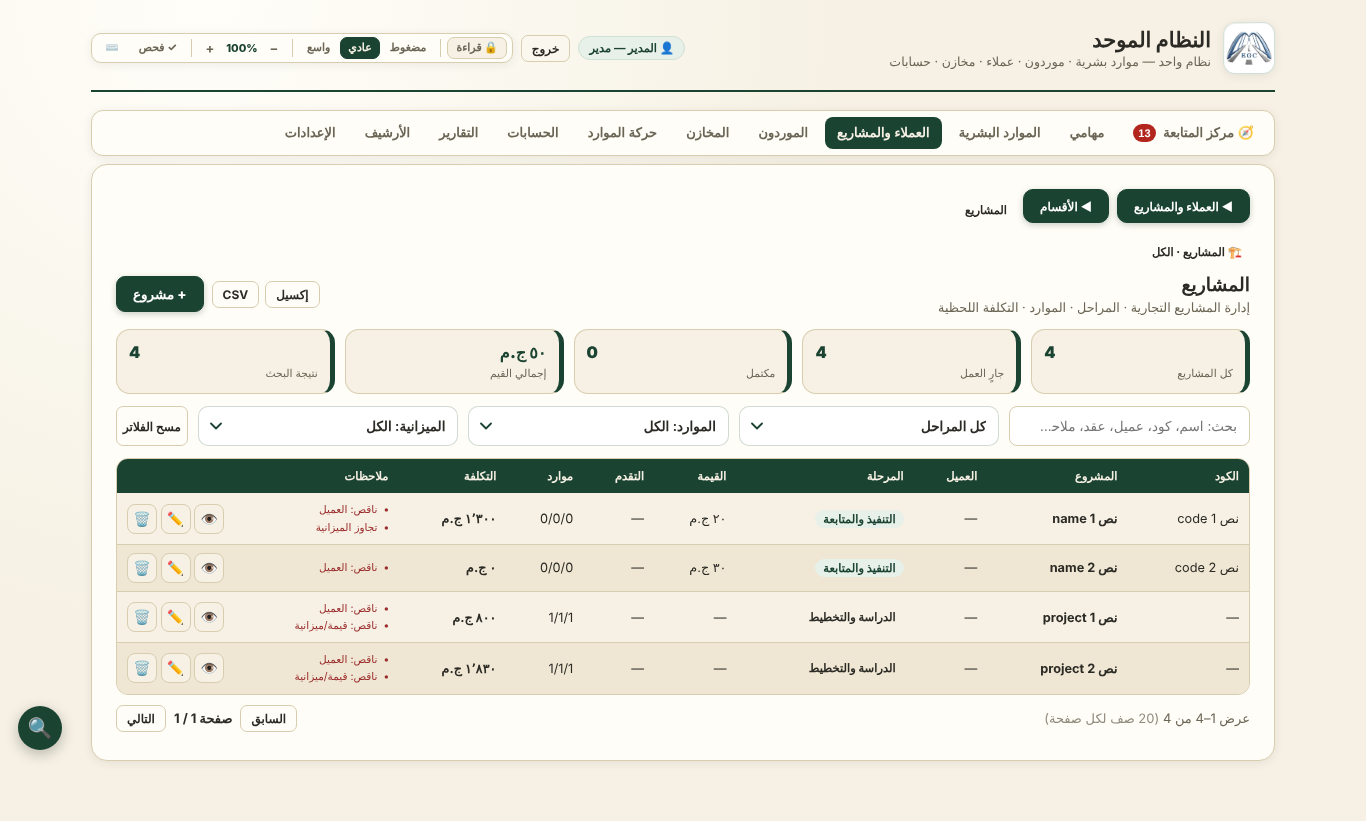 النظام الموحد
نظام واحد — موارد بشرية · موردون · عملاء · مخازن · حسابات
ROC
👤 المدير — مدير
خروج
🔒 قراءة
مضغوط
عادي
واسع
− 100% +
✓ فحص
🧭 مركز المتابعة 13
مهامي
الموارد البشرية
العملاء والمشاريع
الموردون
المخازن
حركة الموارد
الحسابات
التقارير
الأرشيف
الإعدادات
◀ العملاء والمشاريع
◀ الأقسام
المشاريع
🏗️ المشاريع · الكل
المشاريع
إدارة المشاريع التجارية · المراحل · الموارد · التكلفة اللحظية
إكسيل
CSV
+ مشروع
4
كل المشاريع
4
جارٍ العمل
0
مكتمل
٥٠ ج.م
إجمالي القيم
4
نتيجة البحث
بحث: اسم، كود، عميل، عقد، ملاحـ...
كل المراحل
الموارد: الكل
الميزانية: الكل
مسح الفلاتر
الكود المشروع العميل المرحلة القيمة التقدم موارد التكلفة ملاحظات
نص code 1 نص name 1 — التنفيذ والمتابعة ٢٠ ج.م — 0/0/0 ١٬٣٠٠ ج.م
• ناقص: العميل
• تجاوز الميزانية
نص code 2 نص name 2 — التنفيذ والمتابعة ٣٠ ج.م — 0/0/0 ٠ ج.م
• ناقص: العميل
— نص project 1 — الدراسة والتخطيط — — 1/1/1 ٨٠٠ ج.م
• ناقص: العميل
• ناقص: قيمة/ميزانية
— نص project 2 — الدراسة والتخطيط — — 1/1/1 ١٬٨٣٠ ج.م
• ناقص: العميل
• ناقص: قيمة/ميزانية
عرض 1–4 من 4 (20 صف لكل صفحة)
السابق
صفحة 1 / 1
التالي